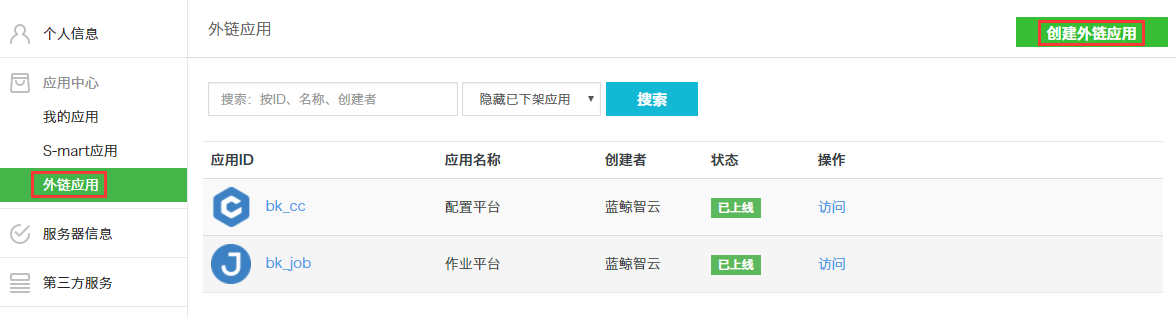 个人信息
应用中心
我的应用
S-mart应用
外链应用
服务器信息
第三方服务
外链应用
创建外链应用
搜索：按ID、名称、创建者
隐藏已下架应用
搜索
应用ID 应用名称 创建者 状态 操作
bk_cc 配置平台 蓝鲸智云 已上线 访问
bk_job 作业平台 蓝鲸智云 已上线 访问